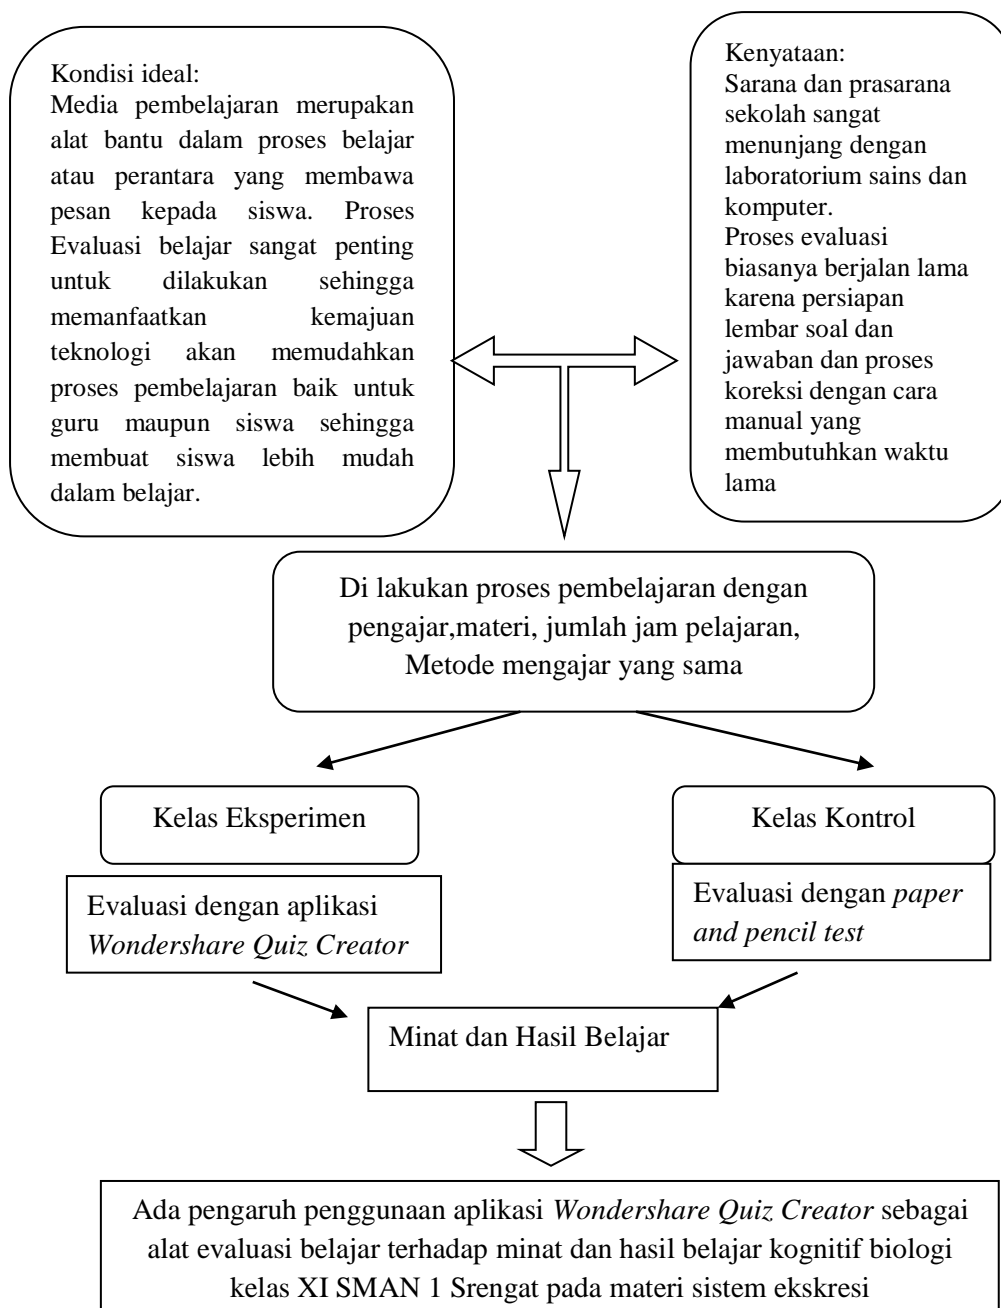 Kondisi ideal:
Media pembelajaran merupakan
alat bantu dalam proses belajar
atau perantara yang membawa
pesan kepada siswa. Proses
Evaluasi belajar sangat penting
untuk dilakukan sehingga
memanfaatkan kemajuan
teknologi akan memudahkan
proses pembelajaran baik untuk
guru maupun siswa sehingga
membuat siswa lebih mudah
dalam belajar.
Kenyataan:
Sarana dan prasarana
sekolah sangat
menunjang dengan
laboratorium sains dan
komputer.
Proses evaluasi
biasanya berjalan lama
karena persiapan
lembar soal dan
jawaban dan proses
koreksi dengan cara
manual yang
membutuhkan waktu
lama
Di lakukan proses pembelajaran dengan
pengajar,materi, jumlah jam pelajaran,
Metode mengajar yang sama
Kelas Eksperimen
Evaluasi dengan aplikasi
Wondershare Quiz Creator
Kelas Kontrol
Evaluasi dengan paper
and pencil test
Minat dan Hasil Belajar
Ada pengaruh penggunaan aplikasi Wondershare Quiz Creator sebagai
alat evaluasi belajar terhadap minat dan hasil belajar kognitif biologi
kelas XI SMAN 1 Srengat pada materi sistem ekskresi